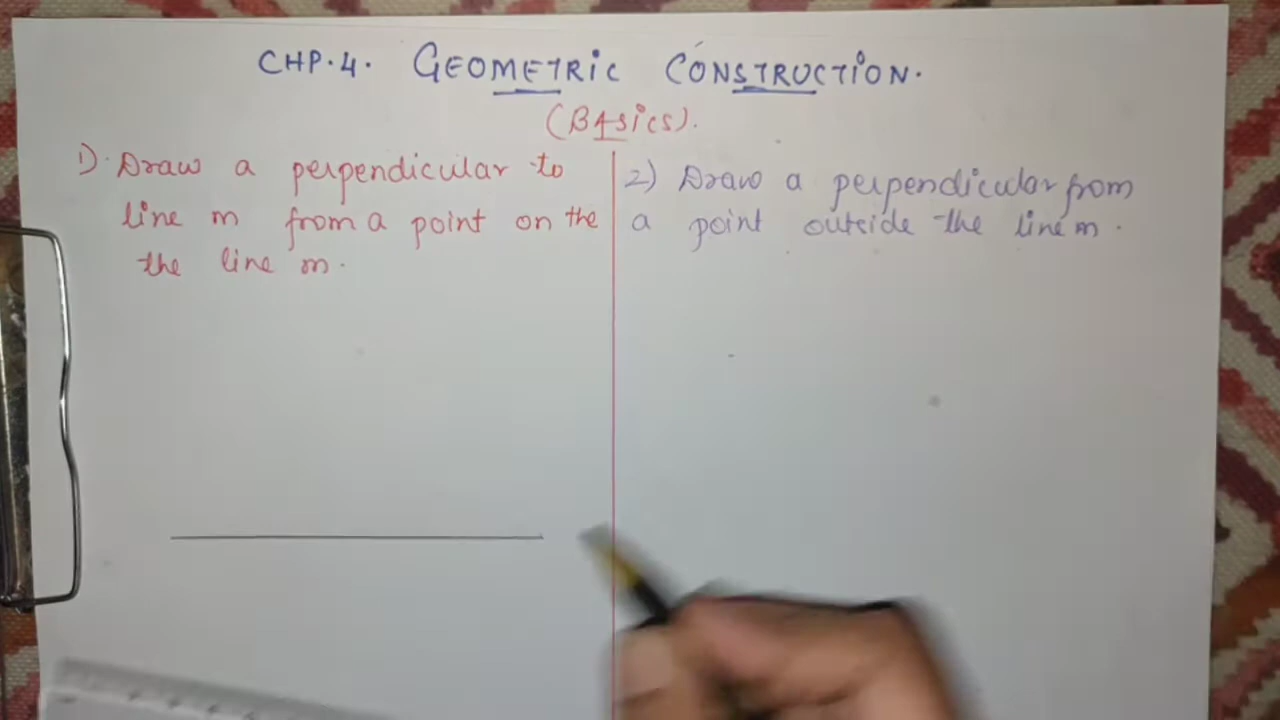 CHP. 4. GEOMETRIC CONSTRUCTION.
(BASICS).
1). Draw a perpendicular to
line m from a point on the
the line m.
2) Draw a perpendicular from
a point outside the line m.